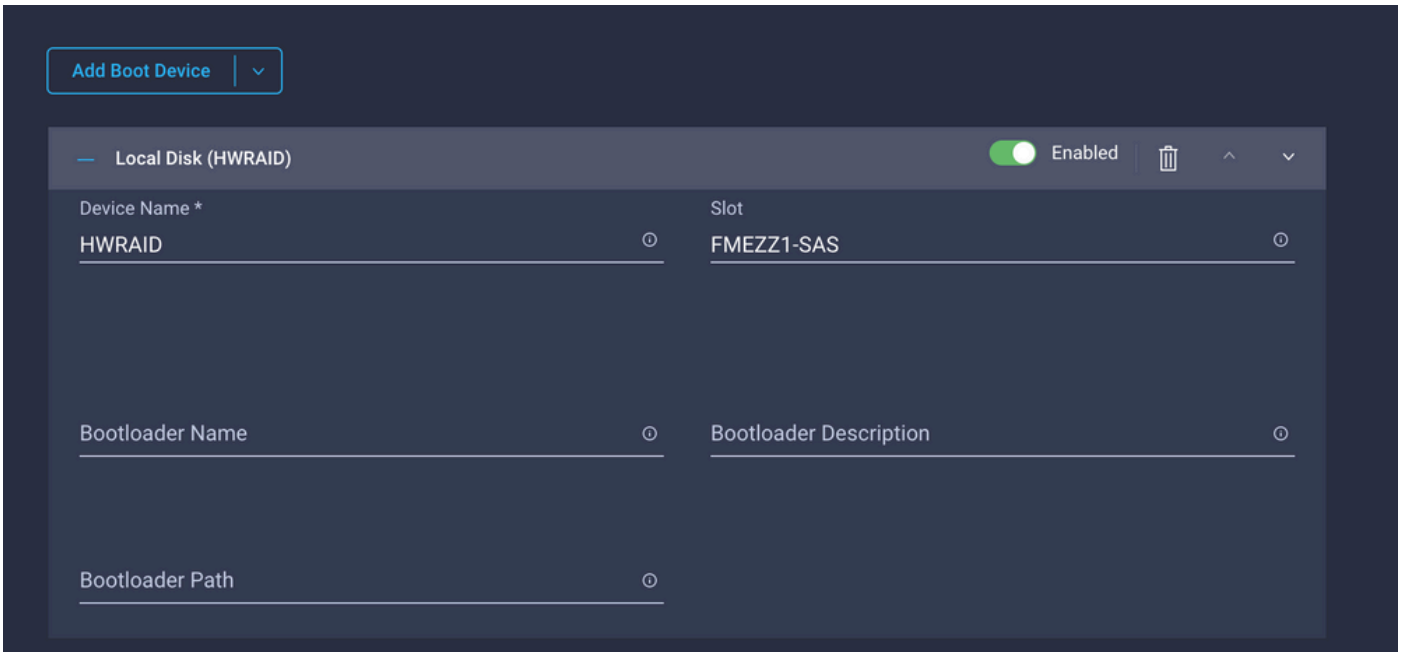 Add Boot Device
Local Disk (HWRAID)
Enabled
Device Name *
Slot
HWRAID
FMEZZ1-SAS
Bootloader Name
Bootloader Description
Bootloader Path